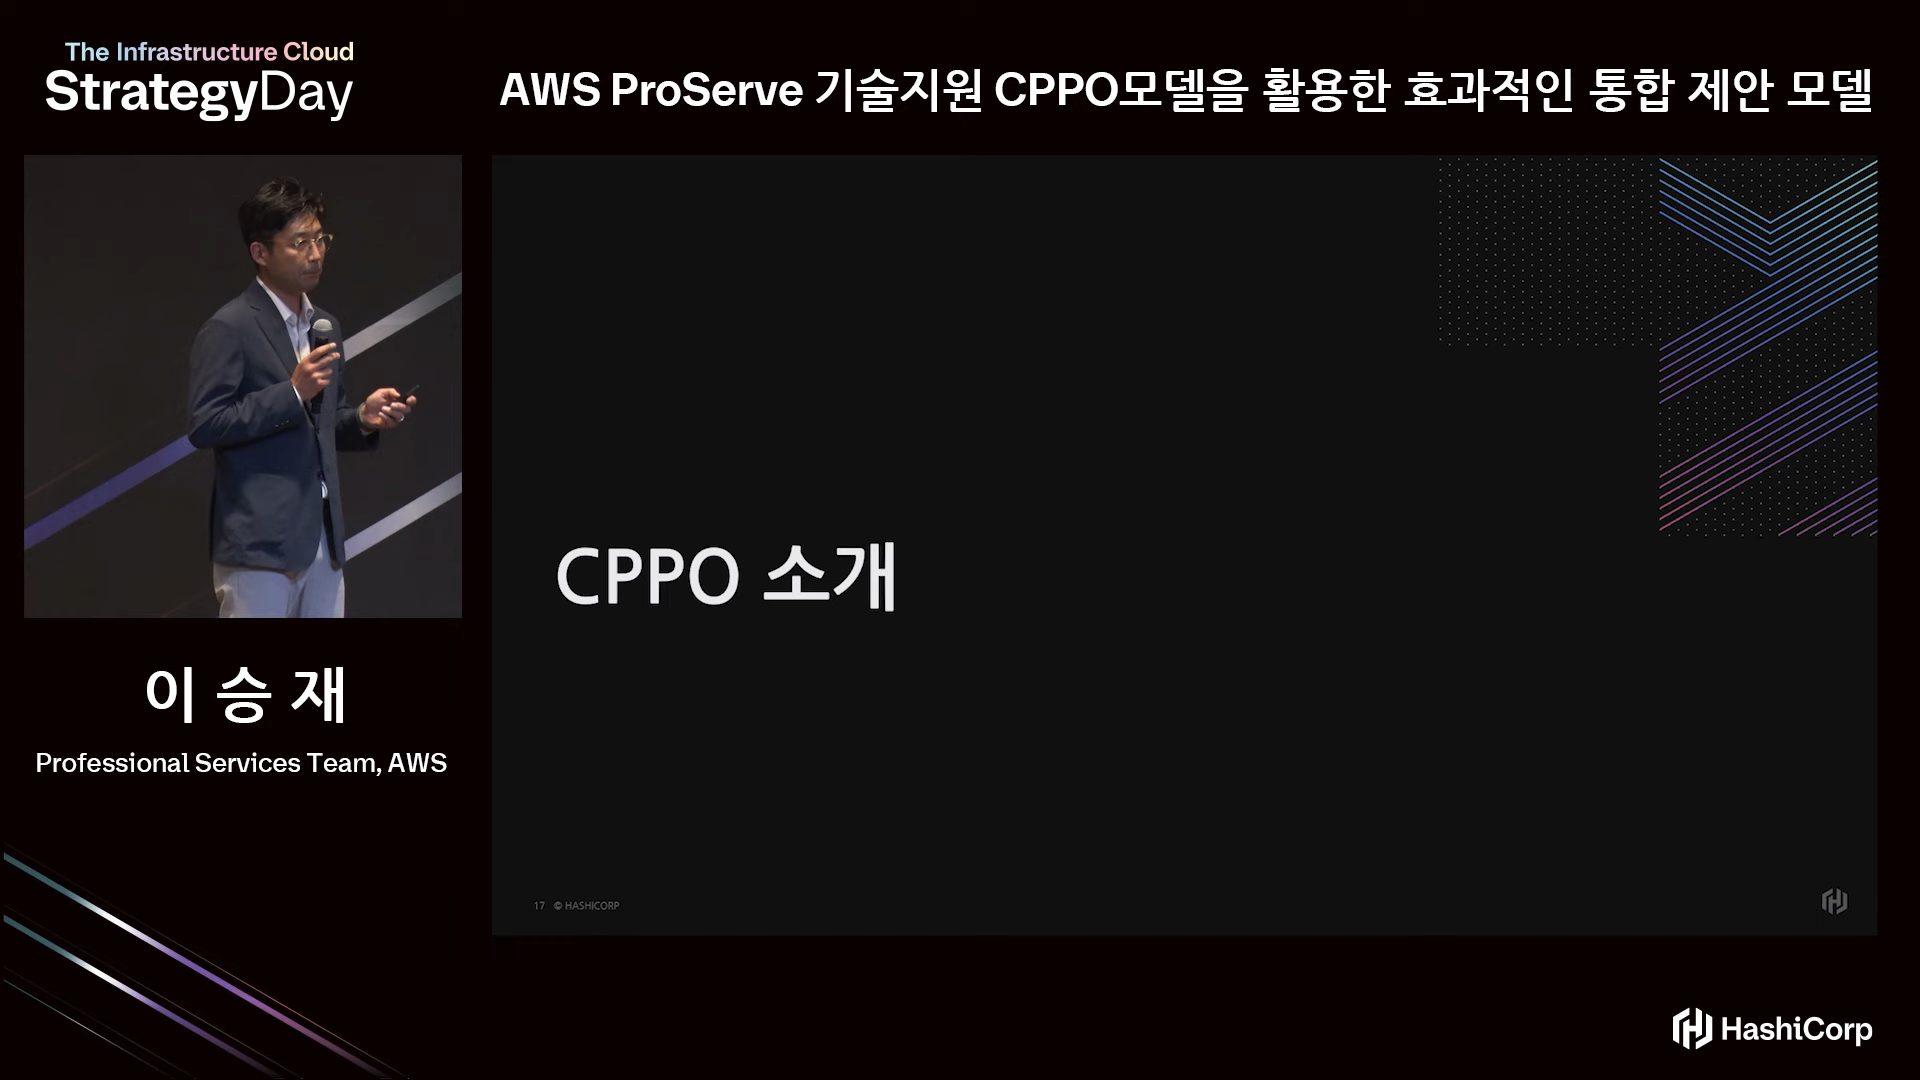 The Infrastructure Cloud
StrategyDay
AWS ProServe 기술지원 CPPO모델을 활용한 효과적인 통합 제안 모델
CPPO 소개
이 승 재
Professional Services Team, AWS
17 © HASHICORP
HashiCorp